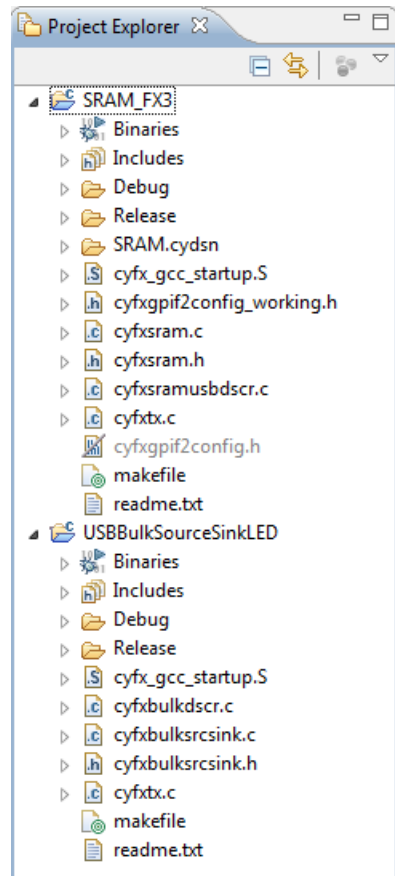 Project Explorer
SRAM_FX3
Binaries
Includes
Debug
Release
SRAM.cydsn
cyfx_gcc_startup.S
cyfxgpif2config_working.h
cyfxsram.c
cyfxsram.h
cyfxsramusbdscr.c
cyfxtx.c
cyfxgpif2config.h
makefile
readme.txt
USBBulkSourceSinkLED
Binaries
Includes
Debug
Release
cyfx_gcc_startup.S
cyfxbulkdscr.c
cyfxbulksrcsink.c
cyfxbulksrcsink.h
cyfxtx.c
makefile
readme.txt